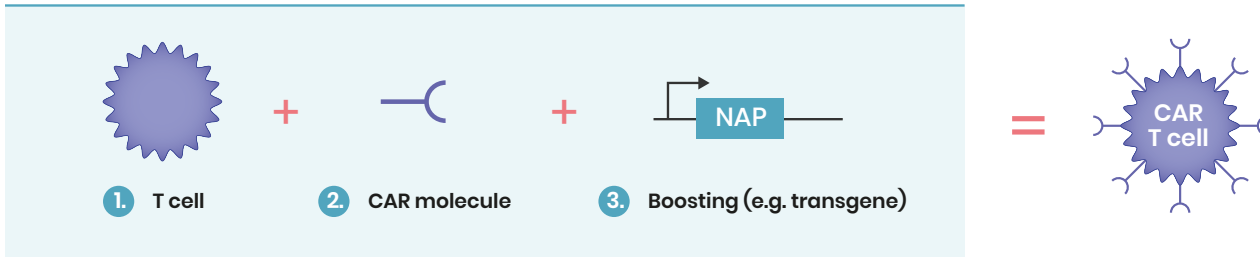 +
+
NAP
=
CAR
T cell
1. T cell
2. CAR molecule
3. Boosting (e.g. transgene)